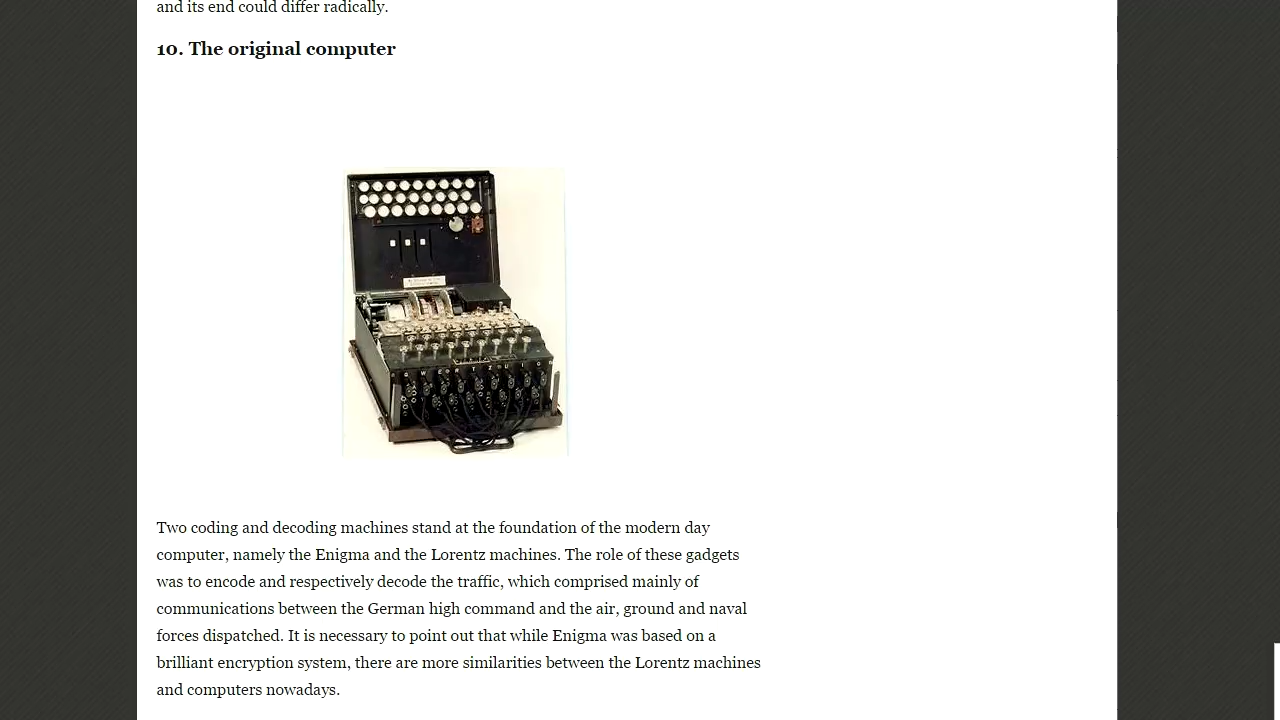 and its end could differ radically.
10. The original computer
Two coding and decoding machines stand at the foundation of the modern day
computer, namely the Enigma and the Lorentz machines. The role of these gadgets
was to encode and respectively decode the traffic, which comprised mainly of
communications between the German high command and the air, ground and naval
forces dispatched. It is necessary to point out that while Enigma was based on a
brilliant encryption system, there are more similarities between the Lorentz machines
and computers nowadays.